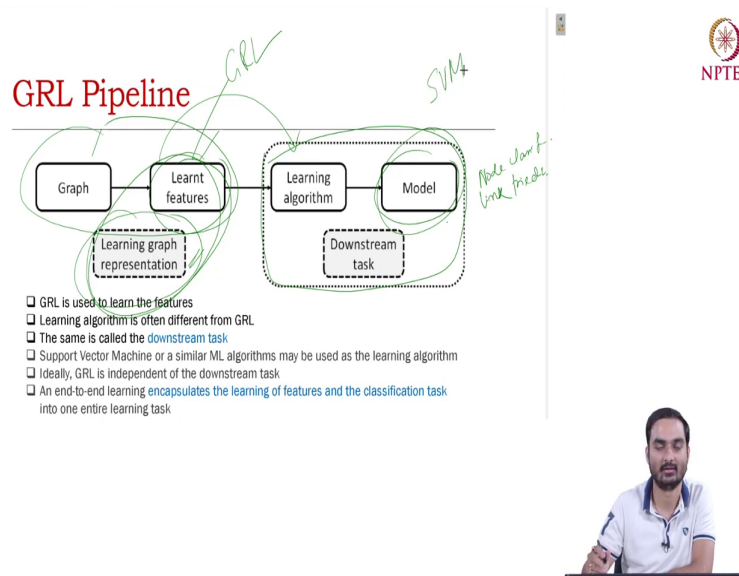 GRL
SVM
NPTE
GRL Pipeline
Graph
Learnt
features
Learning
algorithm
Model
Node
Link
Learning graph
representation
Downstream
task
❑ GRL is used to learn the features
❑ Learning algorithm is often different from GRL
❑ The same is called the downstream task
❑ Support Vector Machine or a similar ML algorithms may be used as the learning algorithm
❑ Ideally, GRL is independent of the downstream task
❑ An end-to-end learning encapsulates the learning of features and the classification task
into one entire learning task